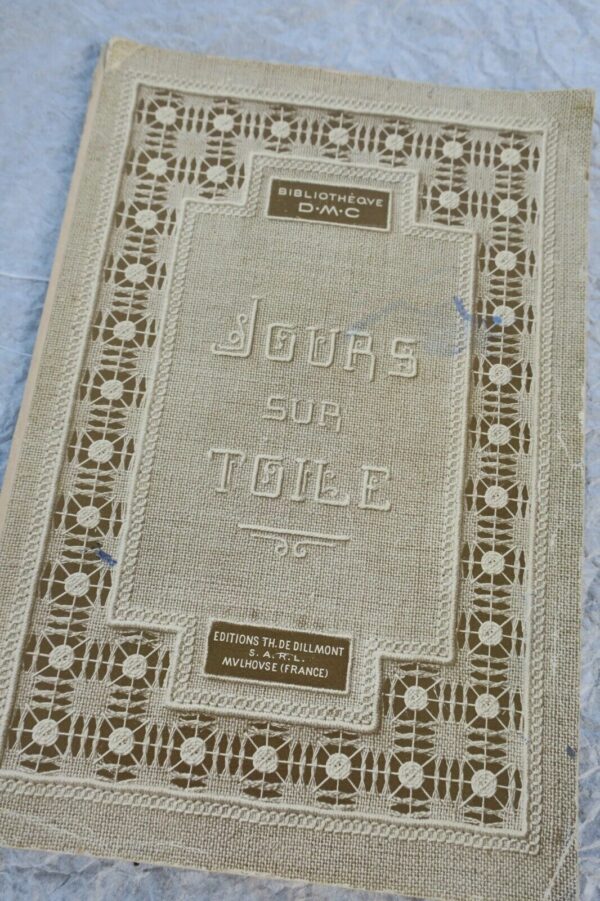 BIBLIOTHÈQVE
D·M·C
JOURS
SUR
TOILE
EDITIONS TH. DE DILLMONT
S. A. R. L.
MVLHOVSE (FRANCE)